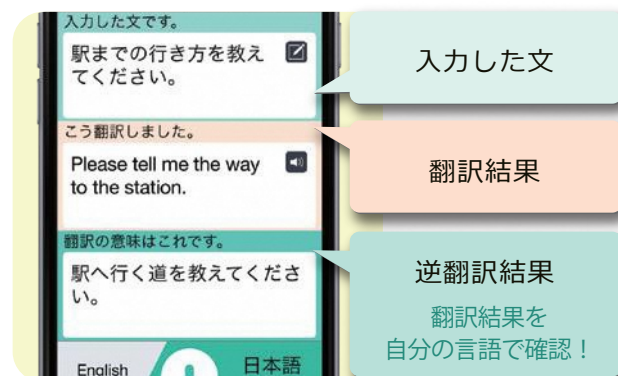 入力した文です。
駅までの行き方を教え
てください。
入力した文
こう翻訳しました。
Please tell me the way
to the station.
翻訳結果
翻訳の意味はこれです。
駅へ行く道を教えてくださ
い。
逆翻訳結果
翻訳結果を
自分の言語で確認！
English
日本語